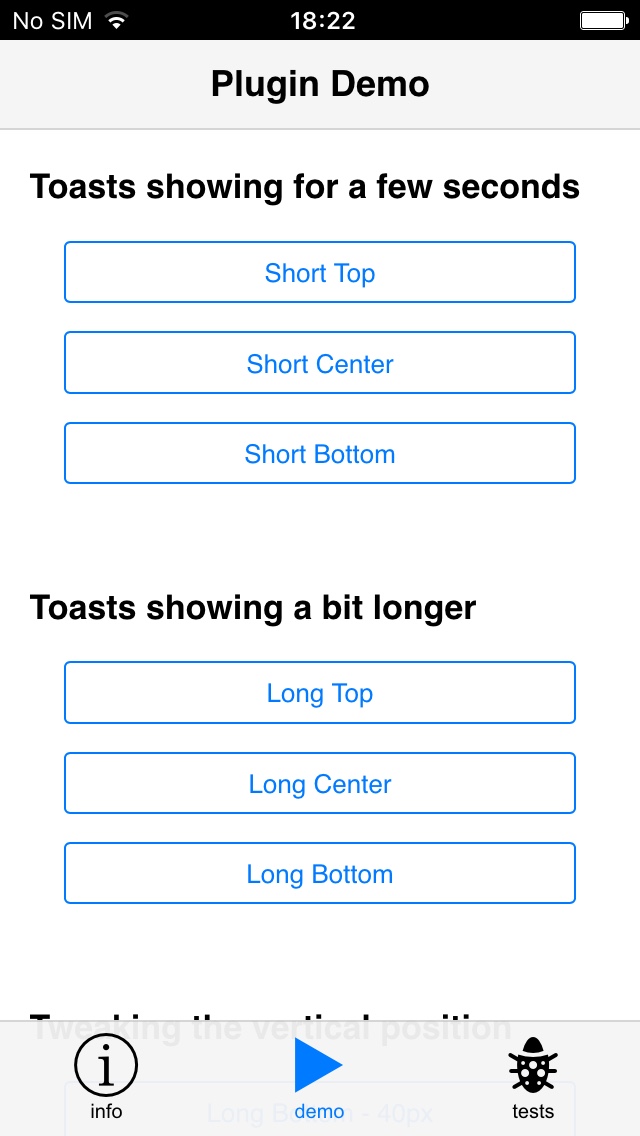 No SIM 18:22
Plugin Demo
Toasts showing for a few seconds
Short Top
Short Center
Short Bottom
Toasts showing a bit longer
Long Top
Long Center
Long Bottom
Tweaking the vertical position
Long Bottom - 40px
info demo tests